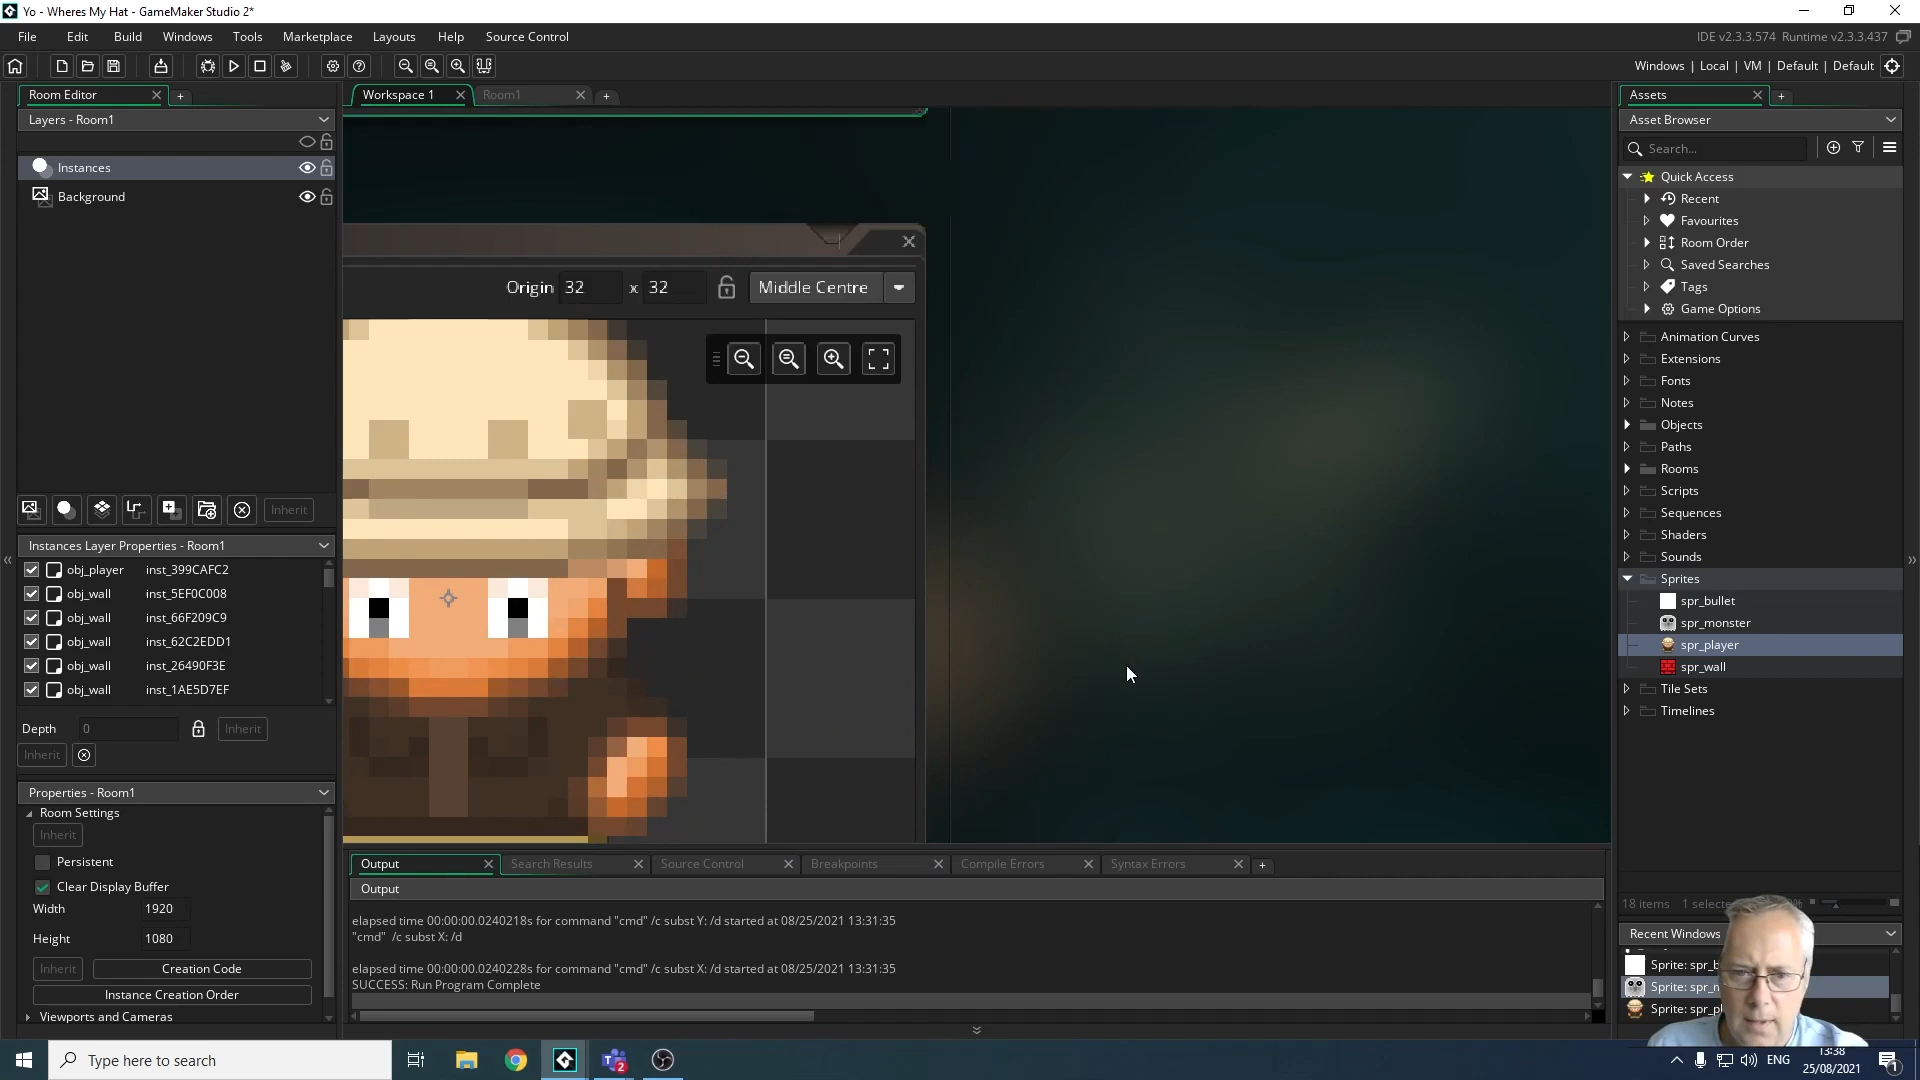 Yo - Wheres My Hat - GameMaker Studio 2*
File Edit Build Windows Tools Marketplace Layouts Help Source Control
IDE v2.3.3.574 Runtime v2.3.3.437
Windows | Local | VM | Default | Default
Room Editor
Layers - Room1
Instances
Background
Inherit
Instances Layer Properties - Room1
obj_player inst_399CAFC2
obj_wall inst_5EF0C008
obj_wall inst_66F209C9
obj_wall inst_62C2EDD1
obj_wall inst_26490F3E
obj_wall inst_1AE5D7EF
Depth 0 Inherit
Inherit
Properties - Room1
Room Settings
Inherit
Persistent
Clear Display Buffer
Width 1920
Height 1080
Inherit Creation Code
Instance Creation Order
Viewports and Cameras
Workspace 1 Room1
Origin 32 x 32 Middle Centre
Output Search Results Source Control Breakpoints Compile Errors Syntax Errors
Output
elapsed time 00:00:00.0240218s for command "cmd" /c subst Y: /d started at 08/25/2021 13:31:35
"cmd" /c subst X: /d
elapsed time 00:00:00.0240228s for command "cmd" /c subst X: /d started at 08/25/2021 13:31:35
SUCCESS: Run Program Complete
Assets
Asset Browser
Search...
Quick Access
Recent
Favourites
Room Order
Saved Searches
Tags
Game Options
Animation Curves
Extensions
Fonts
Notes
Objects
Paths
Rooms
Scripts
Sequences
Shaders
Sounds
Sprites
spr_bullet
spr_monster
spr_player
spr_wall
Tile Sets
Timelines
18 items 1 selecte
Recent Windows
Sprite: spr_b
Sprite: spr_
Sprite: spr_p
Type here to search
2
ENG
13:38
25/08/2021
1